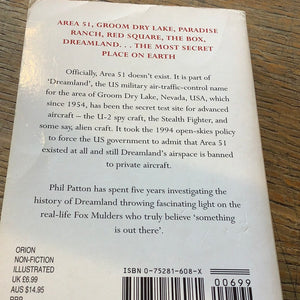 AREA 51, GROOM DRY LAKE, PARADISE
RANCH, RED SQUARE, THE BOX,
DREAMLAND. . . THE MOST SECRET
PLACE ON EARTH
Officially, Area 51 doesn't exist. It is part of
'Dreamland', the US military air-traffic-control name
for the area of Groom Dry Lake, Nevada, USA, which
since 1954, has been the secret test site for advanced
aircraft – the U-2 spy craft, the Stealth Fighter, and
some say, alien craft. It took the 1994 open-skies policy
to force the US government to admit that Area 51
existed at all and still Dreamland's airspace is banned
to private aircraft.
Phil Patton has spent five years investigating the
history of Dreamland throwing fascinating light on the
real-life Fox Mulders who truly believe 'something
is out there'.
ORION
NON-FICTION
ILLUSTRATED
UK £6.99
AUS $14.95
RRP
ISBN 0-75281-608-X
00699